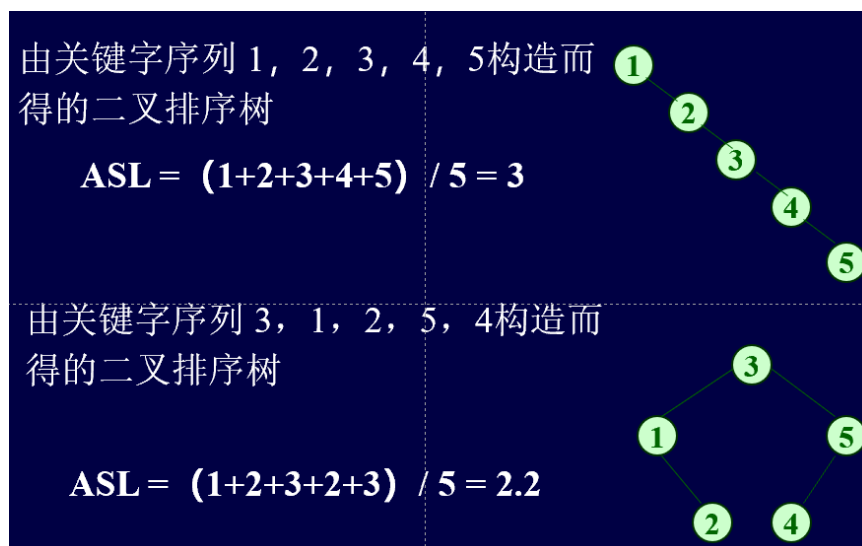 由关键字序列 1，2，3，4，5构造而
得的二叉排序树
ASL =（1+2+3+4+5）/ 5 = 3
1
2
3
4
5
由关键字序列 3，1，2，5，4构造而
得的二叉排序树
ASL =（1+2+3+2+3）/ 5 = 2.2
3
1
5
2
4